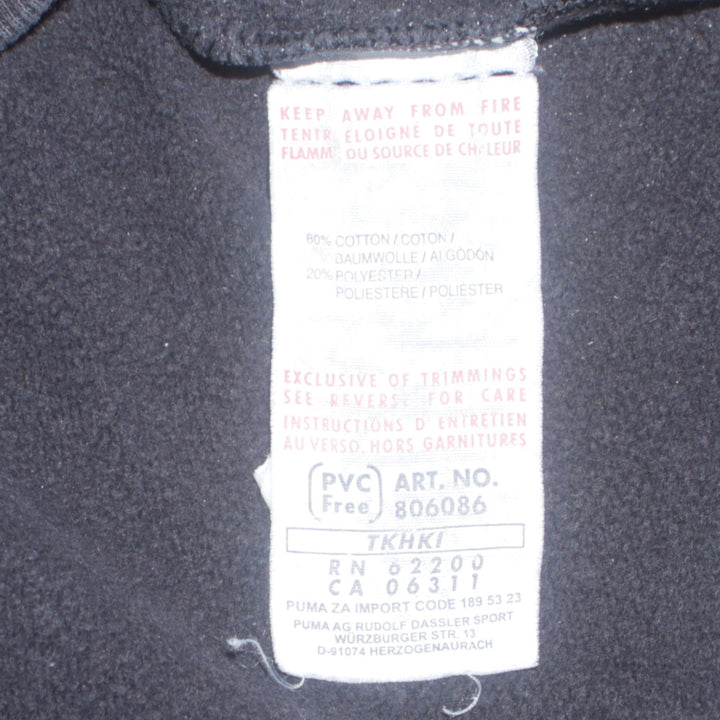 KEEP AWAY FROM FIRE
TENIR ÉLOIGNÉ DE TOUTE
FLAMME OU SOURCE DE CHALEUR
80% COTTON / COTON /
BAUMWOLLE / ALGODÓN
20% POLYESTER /
POLIESTERE / POLIÉSTER
EXCLUSIVE OF TRIMMINGS
SEE REVERSE FOR CARE
INSTRUCTIONS D'ENTRETIEN
AU VERSO. HORS GARNITURES
PVC Free
ART. NO. 806086
TKHKI
RN 62200
CA 06311
PUMA ZA IMPORT CODE 189 53 23
PUMA AG RUDOLF DASSLER SPORT
WÜRZBURGER STR. 13
D-91074 HERZOGENAURACH